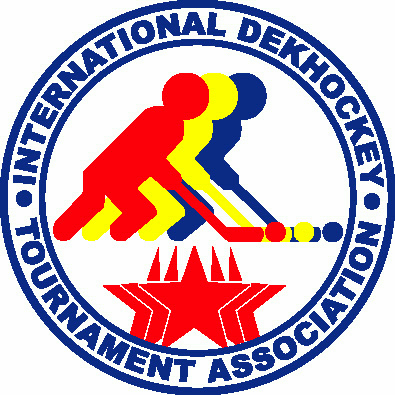 INTERNATIONAL DEKHOCKEY
TOURNAMENT ASSOCIATION